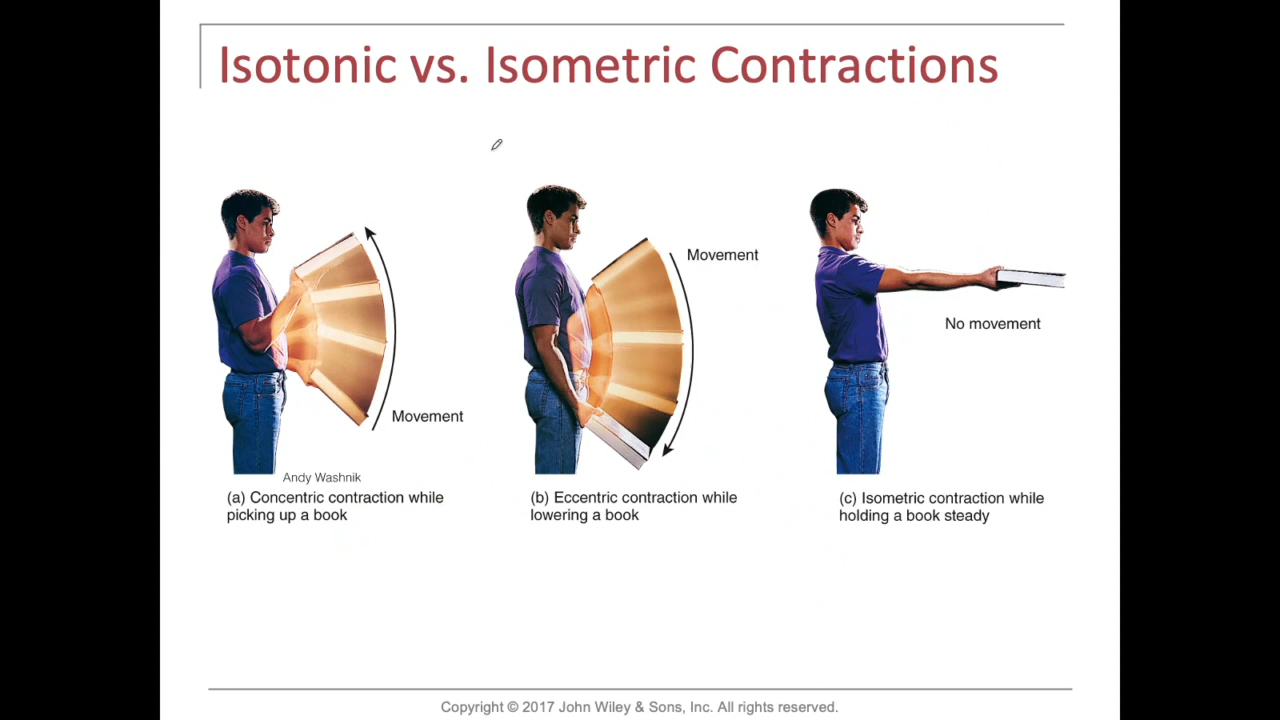 Isotonic vs. Isometric Contractions
Movement
Andy Washnik
(a) Concentric contraction while
picking up a book
Movement
(b) Eccentric contraction while
lowering a book
No movement
(c) Isometric contraction while
holding a book steady
Copyright © 2017 John Wiley & Sons, Inc. All rights reserved.